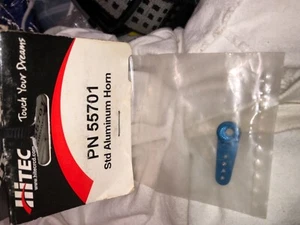 HiTEC
Touch Your Dreams
PN 55701
Std Aluminum Horn